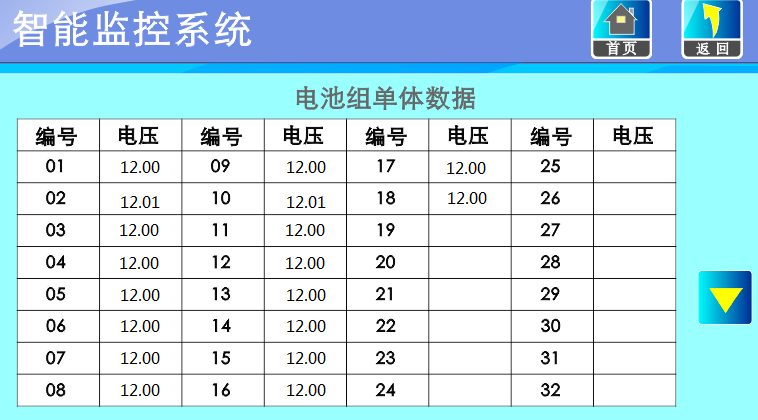 智能监控系统
首页
返回
电池组单体数据
编号 电压 编号 电压 编号 电压 编号 电压
01 12.00 09 12.00 17 12.00 25
02 12.01 10 12.01 18 12.00 26
03 12.00 11 12.00 19 27
04 12.00 12 12.00 20 28
05 12.00 13 12.00 21 29
06 12.00 14 12.00 22 30
07 12.00 15 12.00 23 31
08 12.00 16 12.00 24 32